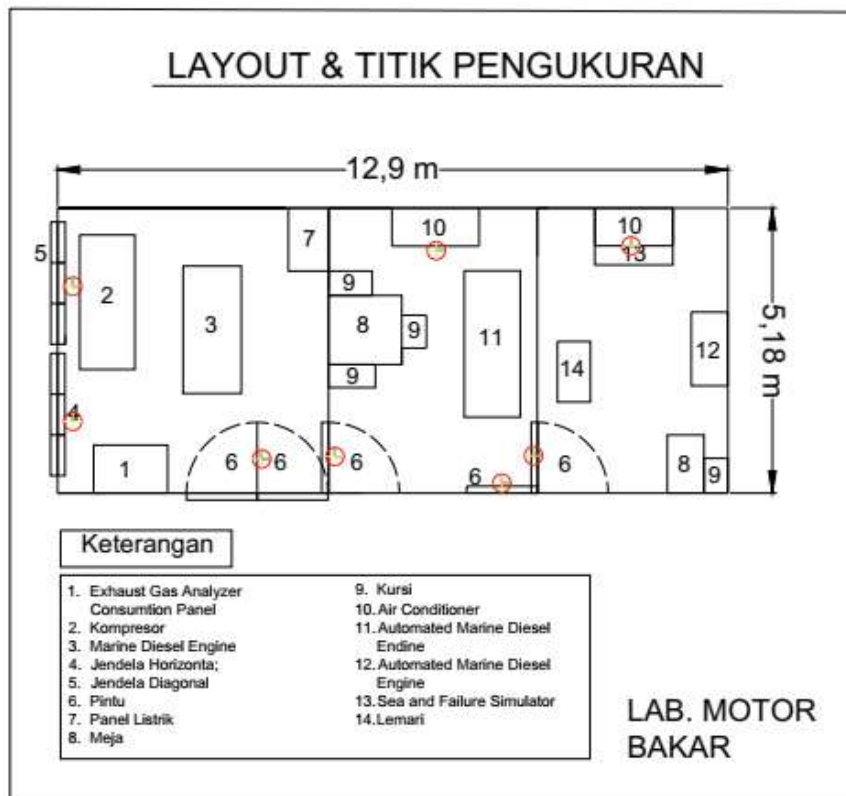 LAYOUT & TITIK PENGUKURAN
12,9 m
5
2
3
7
10
9
8
9
9
11
10
13
14
12
5,18 m
4
1
6
6
6
6
6
8
9
Keterangan
1. Exhaust Gas Analyzer
Consumtion Panel
2. Kompresor
3. Marine Diesel Engine
4. Jendela Horizonta;
5. Jendela Diagonal
6. Pintu
7. Panel Listrik
8. Meja
9. Kursi
10. Air Conditioner
11. Automated Marine Diesel
Endine
12. Automated Marine Diesel
Engine
13. Sea and Failure Simulator
14. Lemari
LAB. MOTOR
BAKAR